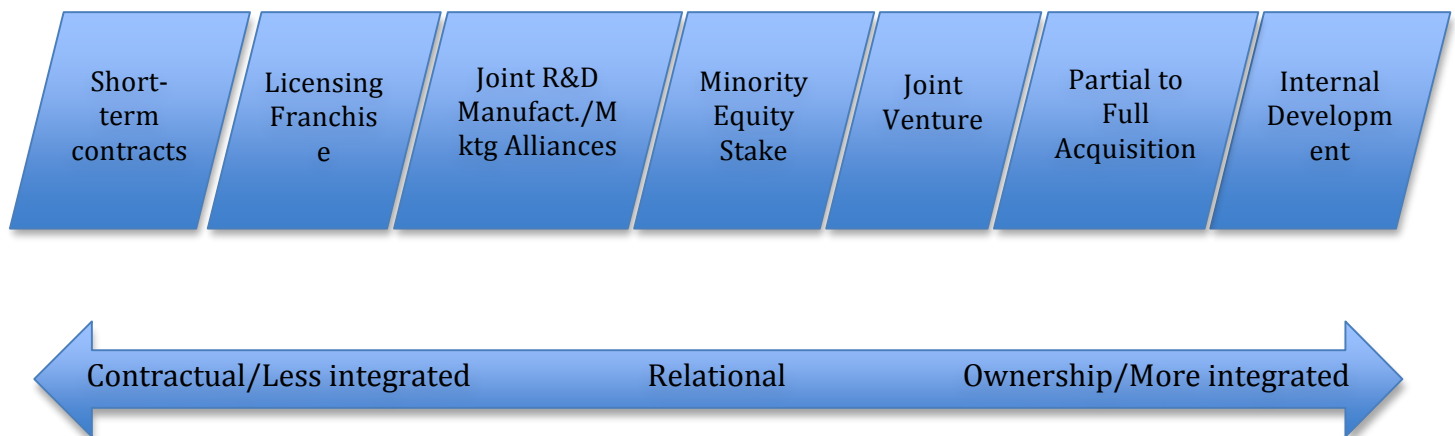 Short-
term
contracts
Licensing
Franchis
e
Joint R&D
Manufact./M
ktg Alliances
Minority
Equity
Stake
Joint
Venture
Partial to
Full
Acquisition
Internal
Developm
ent
Contractual/Less integrated
Relational
Ownership/More integrated